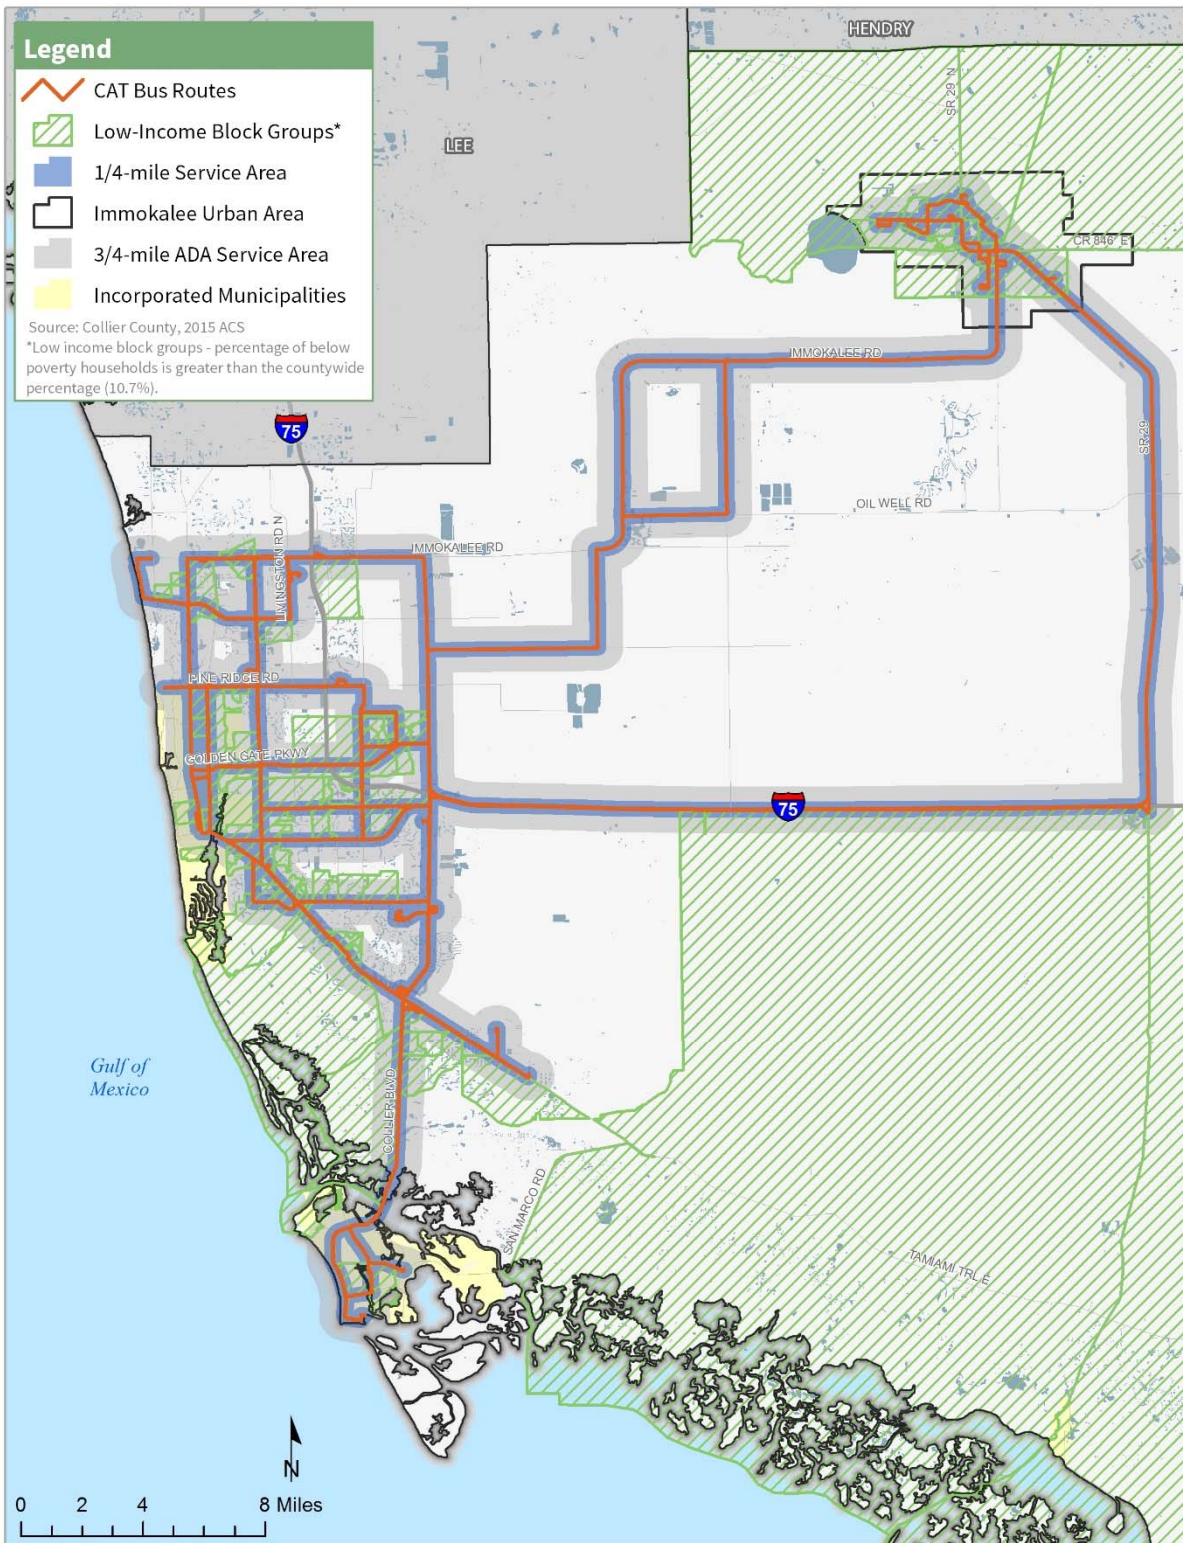 Legend
CAT Bus Routes
Low-Income Block Groups*
1/4-mile Service Area
Immokalee Urban Area
3/4-mile ADA Service Area
Incorporated Municipalities
Source: Collier County, 2015 ACS
*Low income block groups - percentage of below
poverty households is greater than the countywide
percentage (10.7%).
HENDRY
LEE
SR 29 N
CR 846 E
IMMOKALEE RD
75
SR 29
OIL WELL RD
IMMOKALEE RD
LIVINGSTON RD N
PINE RIDGE RD
GOLDEN GATE PKWY
75
Gulf of
Mexico
COLLIER BLVD
SAN MARCO RD
TAMIAMI TRL E
N
0 2 4 8 Miles